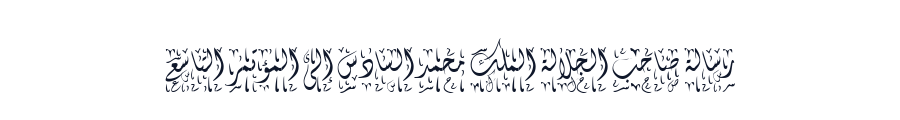 رسالة صاحب الجلالة الملك محمد السادس إلى المؤتمر التاسع